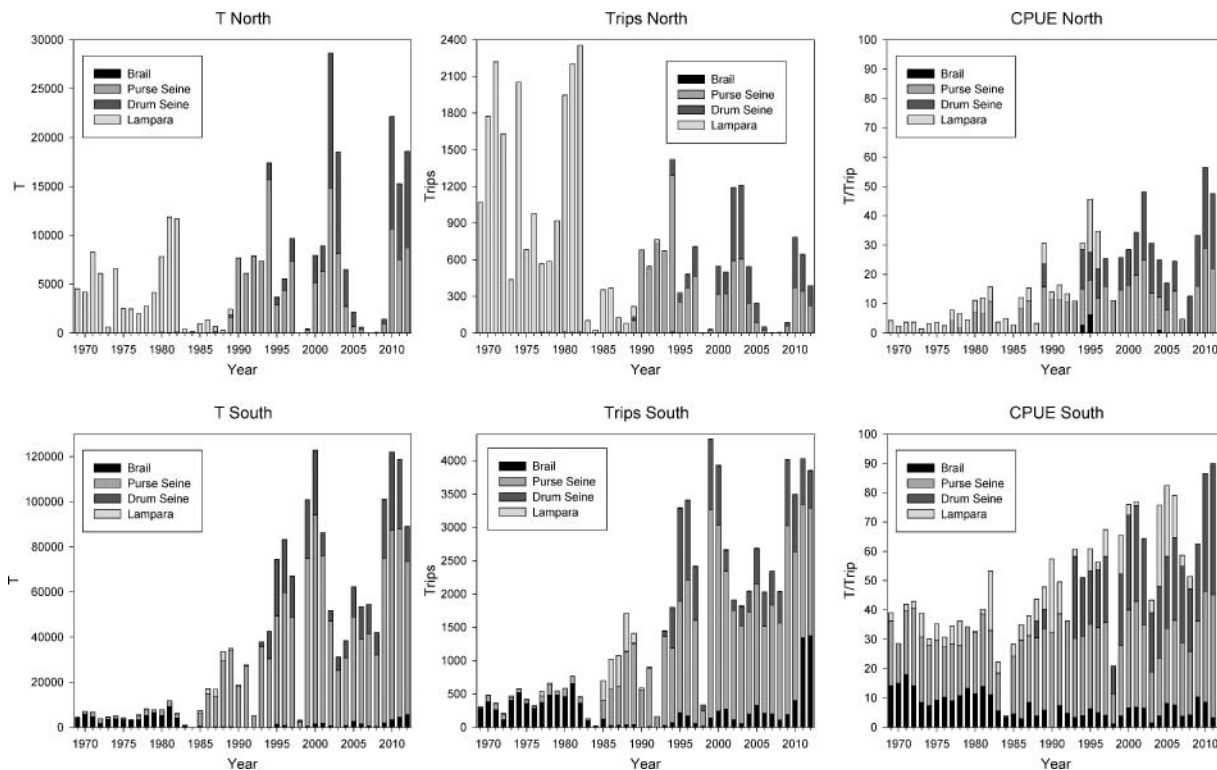 T North
30000
25000
20000
15000
10000
5000
0
T
Brail
Purse Seine
Drum Seine
Lampara
1970 1975 1980 1985 1990 1995 2000 2005 2010
Year
Trips North
2400
2100
1800
1500
1200
900
600
300
0
Trips
Brail
Purse Seine
Drum Seine
Lampara
1970 1975 1980 1985 1990 1995 2000 2005 2010
Year
CPUE North
100
90
80
70
60
50
40
30
20
10
0
T/Trip
Brail
Purse Seine
Drum Seine
Lampara
1970 1975 1980 1985 1990 1995 2000 2005 2010
Year
T South
120000
100000
80000
60000
40000
20000
0
T
Brail
Purse Seine
Drum Seine
Lampara
1970 1975 1980 1985 1990 1995 2000 2005 2010
Year
Trips South
4000
3500
3000
2500
2000
1500
1000
500
0
Trips
Brail
Purse Seine
Drum Seine
Lampara
1970 1975 1980 1985 1990 1995 2000 2005 2010
Year
CPUE South
100
90
80
70
60
50
40
30
20
10
0
T/Trip
Brail
Purse Seine
Drum Seine
Lampara
1970 1975 1980 1985 1990 1995 2000 2005 2010
Year